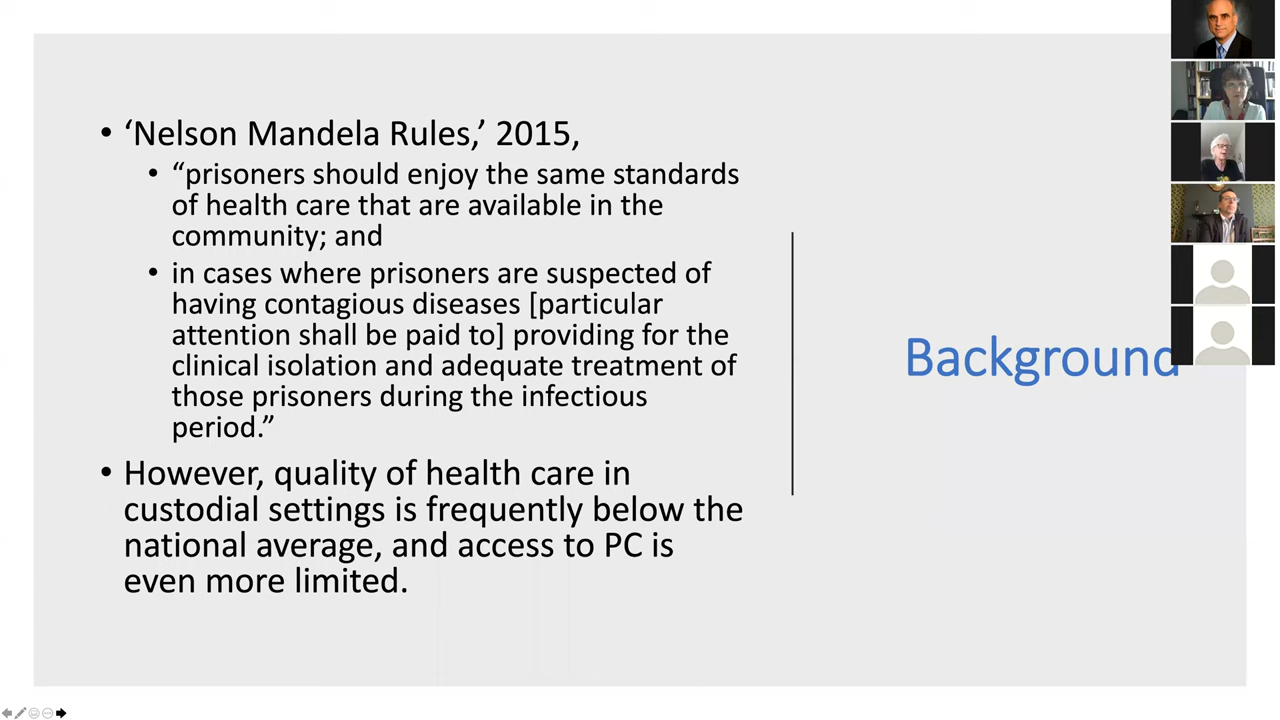 • ‘Nelson Mandela Rules,’ 2015,
• “prisoners should enjoy the same standards
of health care that are available in the
community; and
• in cases where prisoners are suspected of
having contagious diseases [particular
attention shall be paid to] providing for the
clinical isolation and adequate treatment of
those prisoners during the infectious
period.”
• However, quality of health care in
custodial settings is frequently below the
national average, and access to PC is
even more limited.
Background